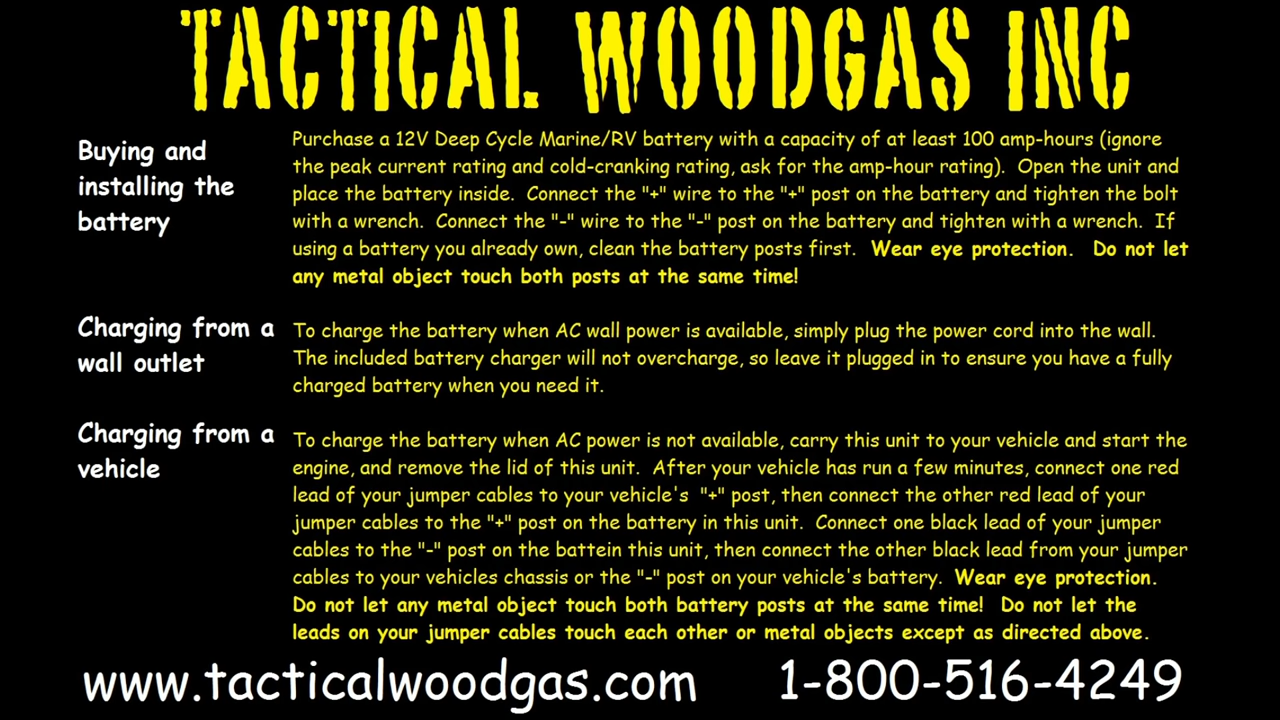 TACTICAL WOODGAS INC
Buying and
installing the
battery
Purchase a 12V Deep Cycle Marine/RV battery with a capacity of at least 100 amp-hours (ignore
the peak current rating and cold-cranking rating, ask for the amp-hour rating).  Open the unit and
place the battery inside.  Connect the "+" wire to the "+" post on the battery and tighten the bolt
with a wrench.  Connect the "-" wire to the "-" post on the battery and tighten with a wrench.  If
using a battery you already own, clean the battery posts first.  Wear eye protection.  Do not let
any metal object touch both posts at the same time!
Charging from a
wall outlet
To charge the battery when AC wall power is available, simply plug the power cord into the wall.
The included battery charger will not overcharge, so leave it plugged in to ensure you have a fully
charged battery when you need it.
Charging from a
vehicle
To charge the battery when AC power is not available, carry this unit to your vehicle and start the
engine, and remove the lid of this unit.  After your vehicle has run a few minutes, connect one red
lead of your jumper cables to your vehicle's  "+" post, then connect the other red lead of your
jumper cables to the "+" post on the battery in this unit.  Connect one black lead of your jumper
cables to the "-" post on the battein this unit, then connect the other black lead from your jumper
cables to your vehicles chassis or the "-" post on your vehicle's battery.  Wear eye protection.
Do not let any metal object touch both battery posts at the same time!  Do not let the
leads on your jumper cables touch each other or metal objects except as directed above.
www.tacticalwoodgas.com 1-800-516-4249